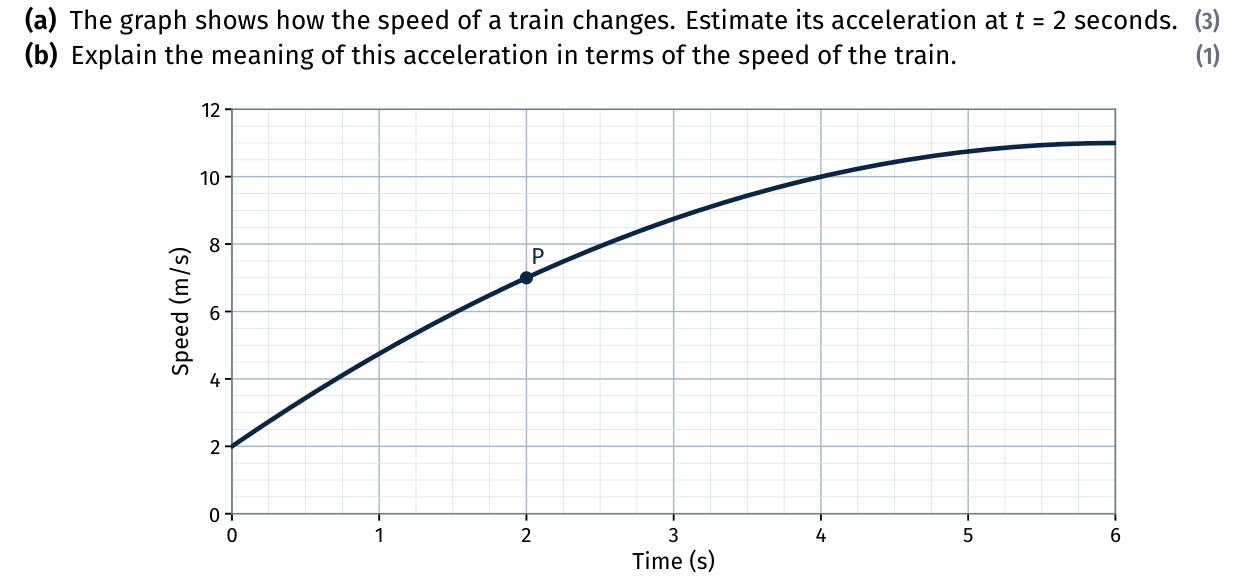 (a) The graph shows how the speed of a train changes. Estimate its acceleration at t = 2 seconds. (3)
(b) Explain the meaning of this acceleration in terms of the speed of the train. (1)
12
10
8
6
4
2
0
Speed (m/s)
P
0 1 2 3 4 5 6
Time (s)